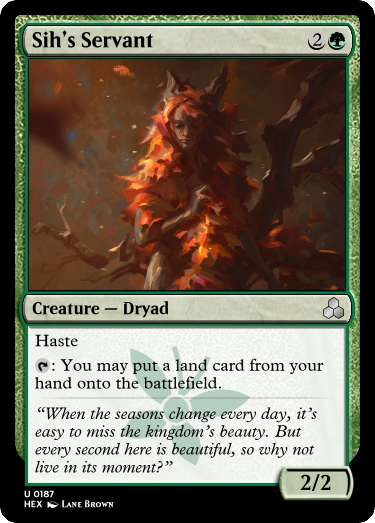 Sih's Servant 2
Creature — Dryad
Haste
: You may put a land card from your
hand onto the battlefield.
“When the seasons change every day, it’s
easy to miss the kingdom’s beauty. But
every second here is beautiful, so why not
live in its moment?”
2/2
U 0187
HEX Lane Brown